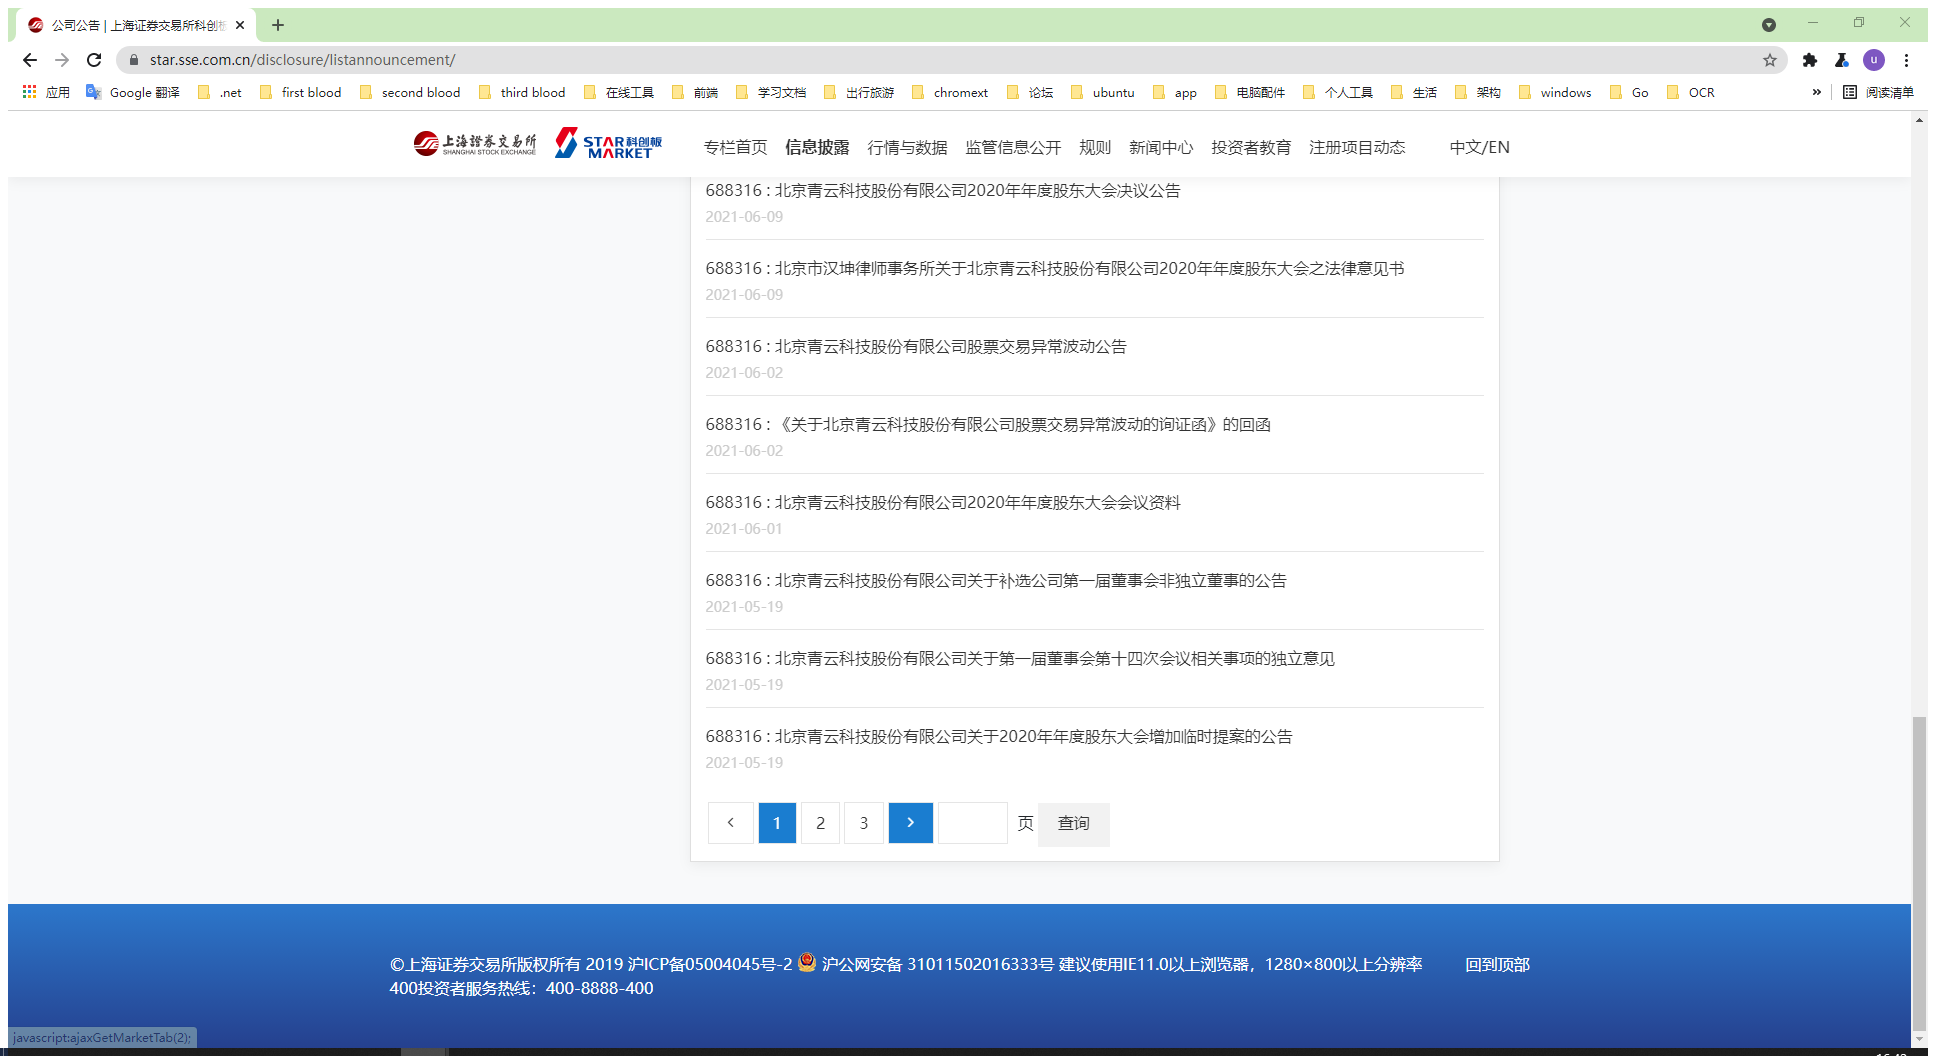 公司公告 | 上海证券交易所科创板
star.sse.com.cn/disclosure/listannouncement/
u
应用 Google 翻译 .net first blood second blood third blood 在线工具 前端 学习文档 出行旅游 chromext 论坛 ubuntu app 电脑配件 个人工具 生活 架构 windows Go OCR » 阅读清单
上海證券交易所 SHANGHAI STOCK EXCHANGE STAR科创板 MARKET 专栏首页 信息披露 行情与数据 监管信息公开 规则 新闻中心 投资者教育 注册项目动态 中文/EN
688316 : 北京青云科技股份有限公司2020年年度股东大会决议公告
2021-06-09
688316 : 北京市汉坤律师事务所关于北京青云科技股份有限公司2020年年度股东大会之法律意见书
2021-06-09
688316 : 北京青云科技股份有限公司股票交易异常波动公告
2021-06-02
688316 : 《关于北京青云科技股份有限公司股票交易异常波动的询证函》的回函
2021-06-02
688316 : 北京青云科技股份有限公司2020年年度股东大会会议资料
2021-06-01
688316 : 北京青云科技股份有限公司关于补选公司第一届董事会非独立董事的公告
2021-05-19
688316 : 北京青云科技股份有限公司关于第一届董事会第十四次会议相关事项的独立意见
2021-05-19
688316 : 北京青云科技股份有限公司关于2020年年度股东大会增加临时提案的公告
2021-05-19
1 2 3 页 查询
©上海证券交易所版权所有 2019 沪ICP备05004045号-2 沪公网安备 31011502016333号 建议使用IE11.0以上浏览器，1280×800以上分辨率 回到顶部
400投资者服务热线：400-8888-400
javascript:ajaxGetMarketTab(2);